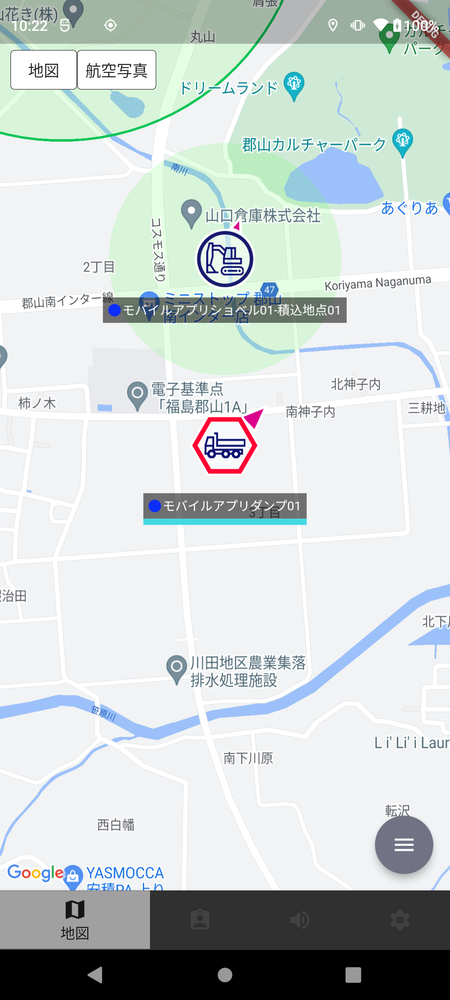 肩張
山花き(株)
10:22
100%
DEBUG
丸山
パーク
地図
航空写真
ドリームランド
郡山カルチャーパーク
南川
あぐりあ
山口倉庫株式会社
コスモス通り
2丁目
Koriyama Naganuma
47
郡山南インター線
ミニストップ 郡山
南インター店
モバイルアプリショベル01-積込地点01
北神子内
電子基準点
「福島郡山1A」
柿ノ木
南神子内
三耕地
モバイルアプリダンプ01
3丁目
治田
北下
川田地区農業集落
排水処理施設
笹原川
L i' Li' i Laur
南下川原
転沢
西白幡
Google
YASMOCCA
安積PA 上り
地図